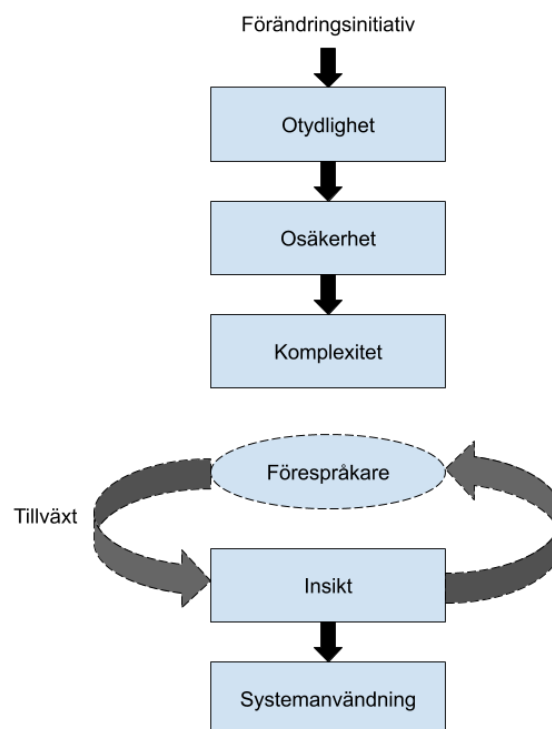 Förändringsinitiativ
Otydlighet
Osäkerhet
Komplexitet
Förespråkare
Tillväxt
Insikt
Systemanvändning